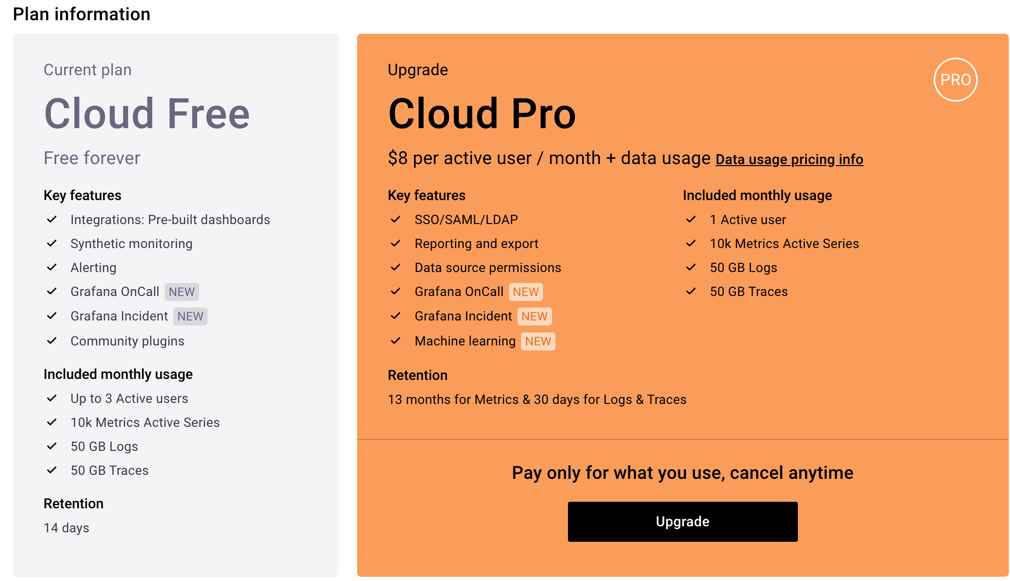 Plan information
Current plan
Cloud Free
Free forever
Key features
Integrations: Pre-built dashboards
Synthetic monitoring
Alerting
Grafana OnCall NEW
Grafana Incident NEW
Community plugins
Included monthly usage
Up to 3 Active users
10k Metrics Active Series
50 GB Logs
50 GB Traces
Retention
14 days
Upgrade
PRO
Cloud Pro
$8 per active user / month + data usage Data usage pricing info
Key features
SSO/SAML/LDAP
Reporting and export
Data source permissions
Grafana OnCall NEW
Grafana Incident NEW
Machine learning NEW
Included monthly usage
1 Active user
10k Metrics Active Series
50 GB Logs
50 GB Traces
Retention
13 months for Metrics & 30 days for Logs & Traces
Pay only for what you use, cancel anytime
Upgrade